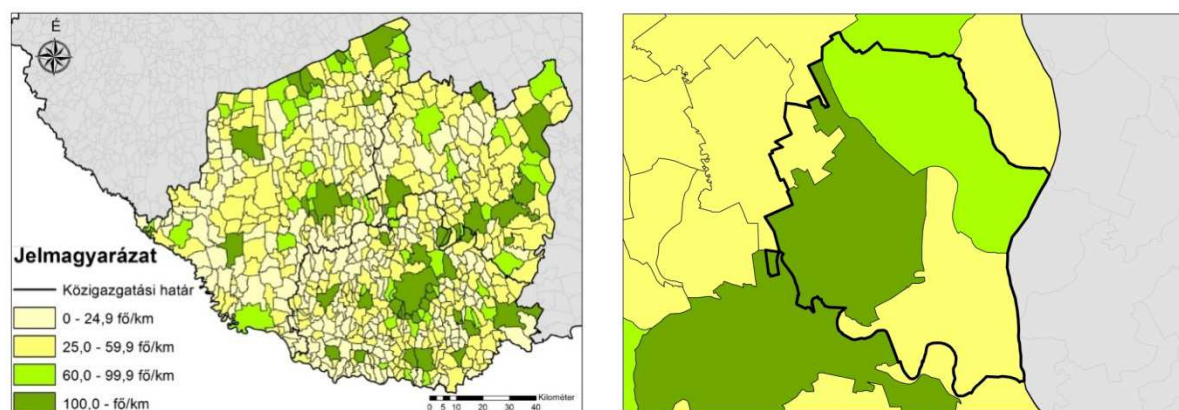 É
Jelmagyarázat
Közigazgatási határ
0 - 24,9 fő/km
25,0 - 59,9 fő/km
60,0 - 99,9 fő/km
100,0 - fő/km
Kilométer
0 5 10 20 30 40